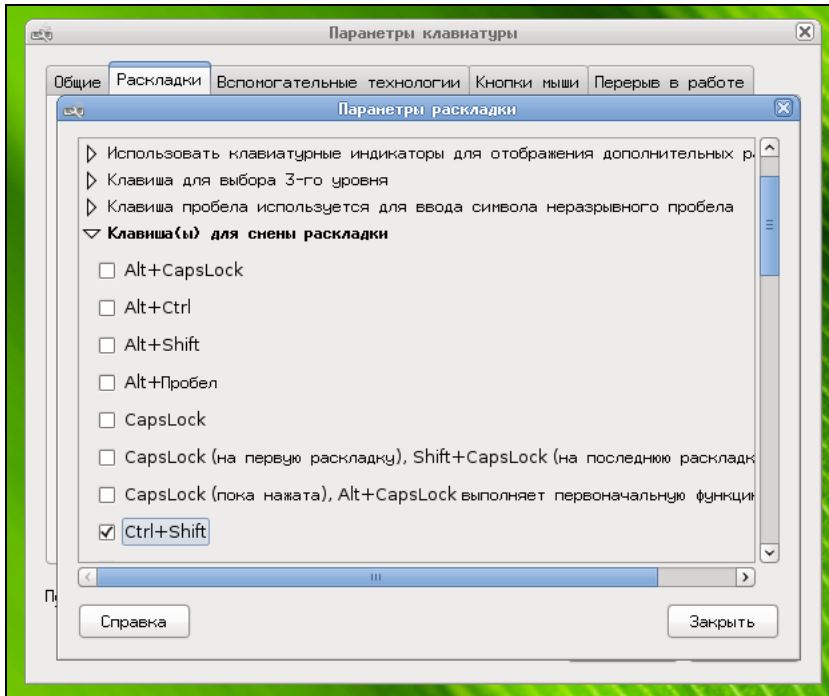 Параметры клавиатуры
Общие Раскладки Вспомогательные технологии Кнопки мыши Перерыв в работе
Параметры раскладки
Использовать клавиатурные индикаторы для отображения дополнительных
Клавиша для выбора 3-го уровня
Клавиша пробела используется для ввода символа неразрывного пробела
Клавиша(ы) для смены раскладки
Alt+CapsLock
Alt+Ctrl
Alt+Shift
Alt+Пробел
CapsLock
CapsLock (на первую раскладку), Shift+CapsLock (на последнюю раскладк
CapsLock (пока нажата), Alt+CapsLock выполняет первоначальную функци
Ctrl+Shift
Справка Закрыть